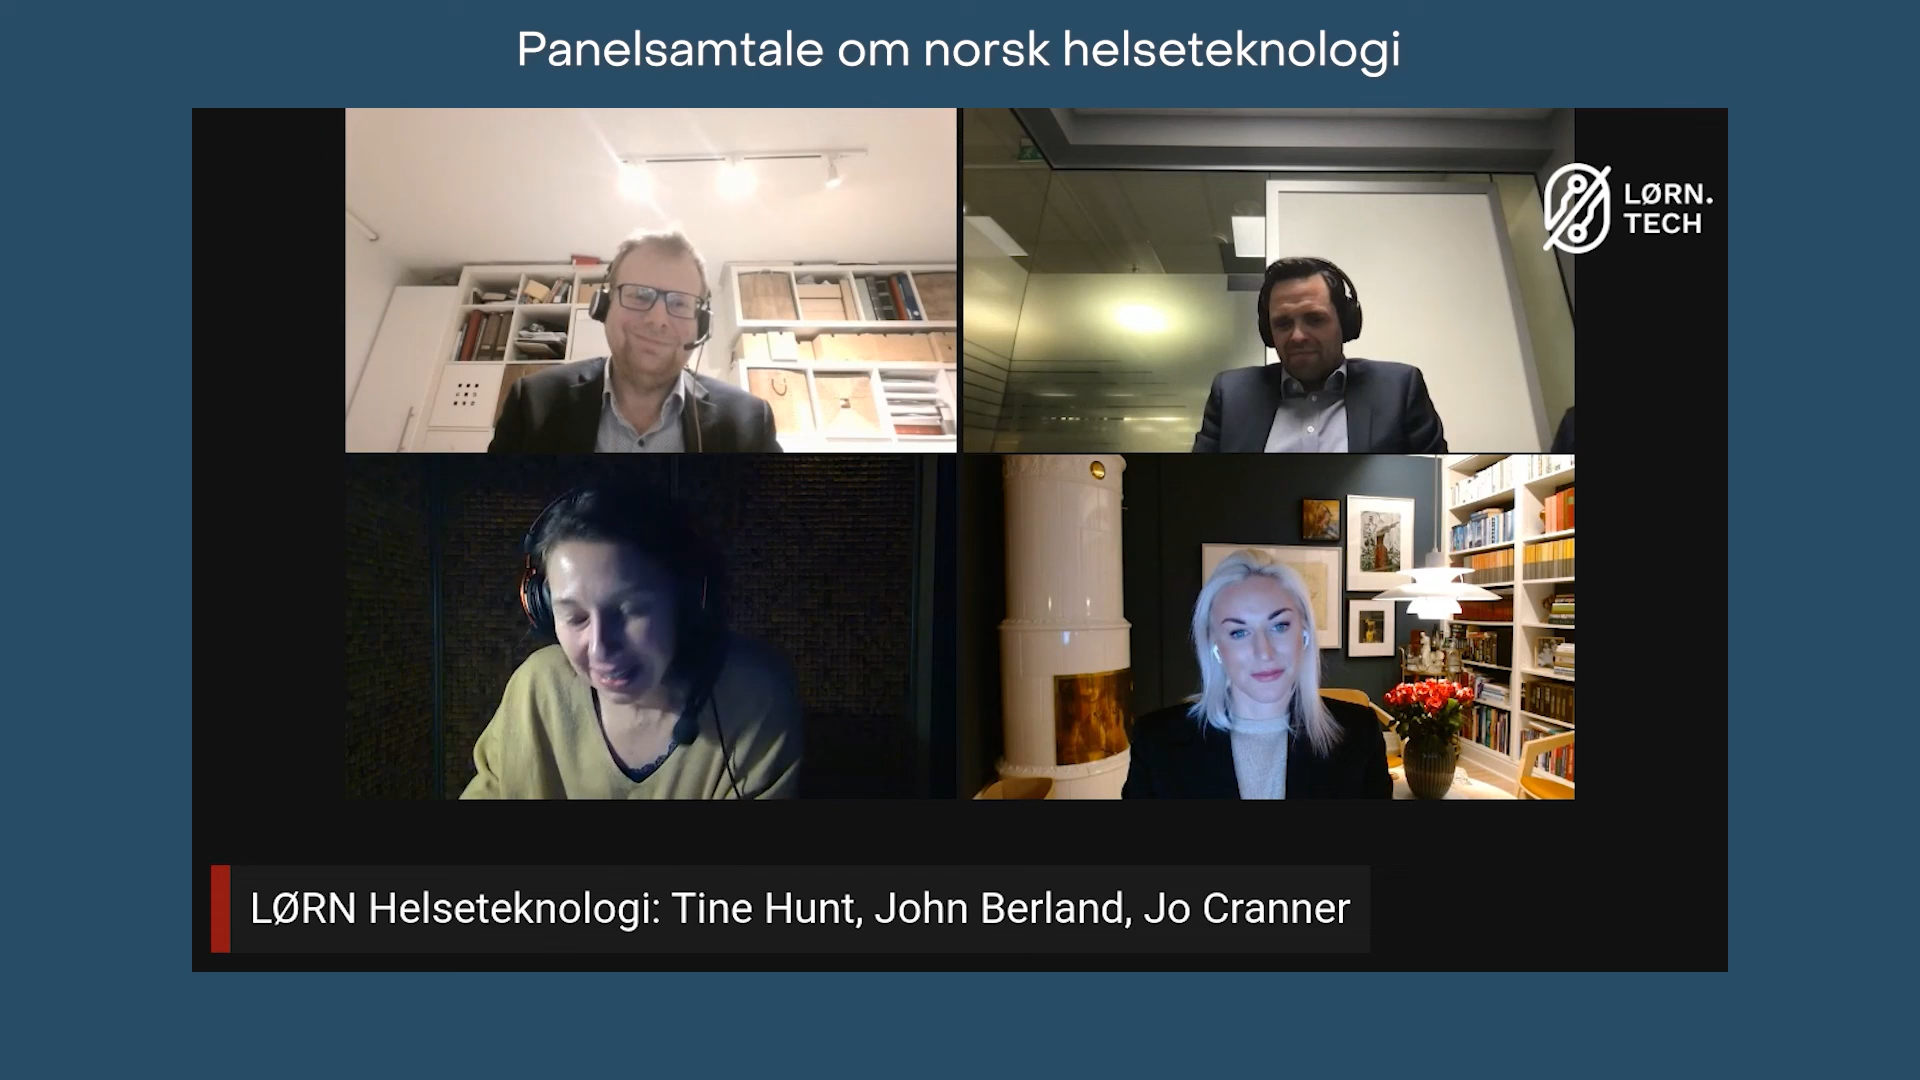 Panelsamtale om norsk helseteknologi
LØRN.
TECH
LØRN Helseteknologi: Tine Hunt, John Berland, Jo Cranner